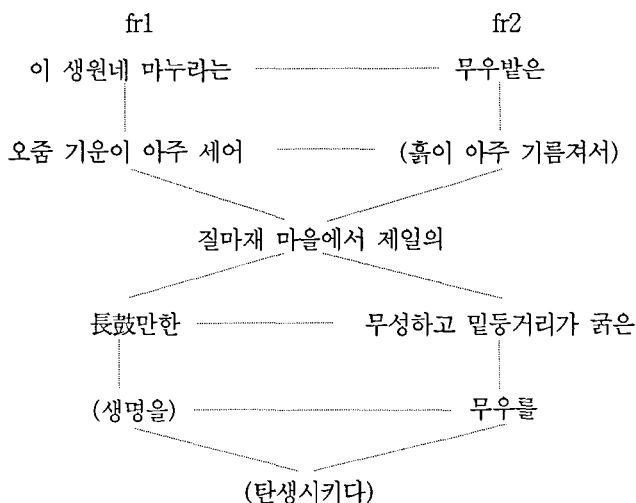 fr1 fr2
이 생원네 마누라는 무우밭은
오줌 기운이 아주 세어 (흙이 아주 기름져서)
질마재 마을에서 제일의
長鼓만한 무성하고 밑둥거리가 굵은
(생명을) 무우를
(탄생시키다)